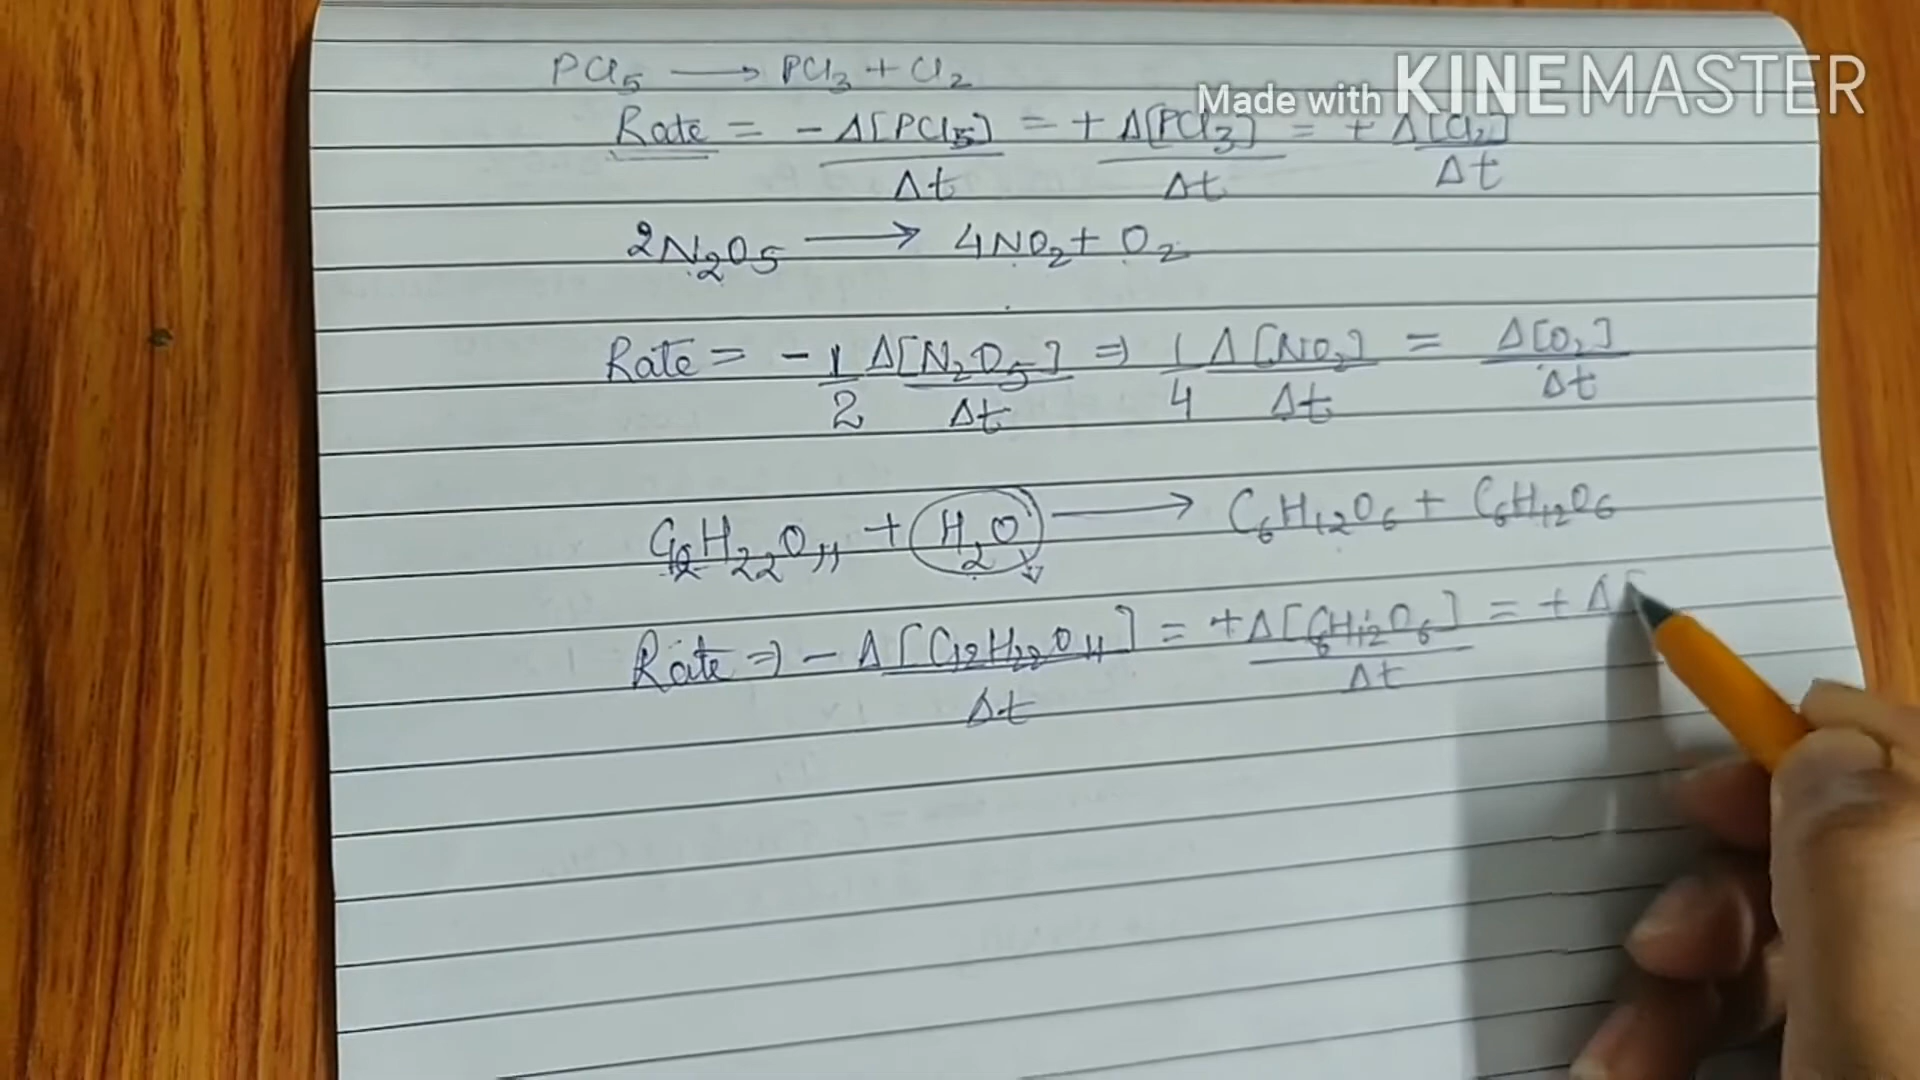 PCl5 ⟶ PCl3 + Cl2
Made with KINEMASTER
Rate = - Δ[PCl5]/Δt = + Δ[PCl3]/Δt = + Δ[Cl2]/Δt
2N2O5 ⟶ 4NO2 + O2
Rate = - 1/2 Δ[N2O5]/Δt ⇒ 1/4 Δ[NO2]/Δt = Δ[O2]/Δt
C12H22O11 + H2O ⟶ C6H12O6 + C6H12O6
Rate ⇒ - Δ[C12H22O11]/Δt = + Δ[C6H12O6]/Δt = + Δ[